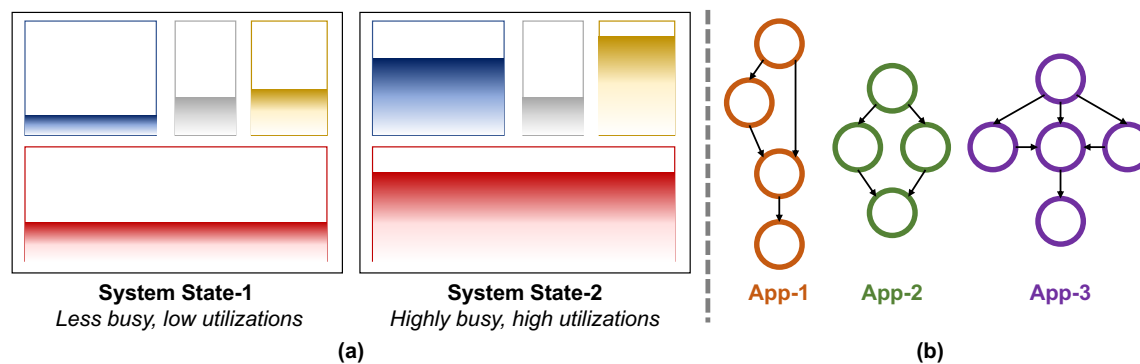 System State-1
Less busy, low utilizations
System State-2
Highly busy, high utilizations
(a)
App-1
App-2
App-3
(b)